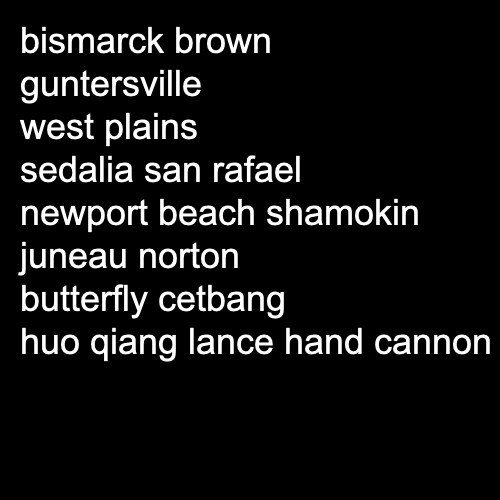 bismarck brown
guntersville
west plains
sedalia san rafael
newport beach shamokin
juneau norton
butterfly cetbang
huo qiang lance hand cannon